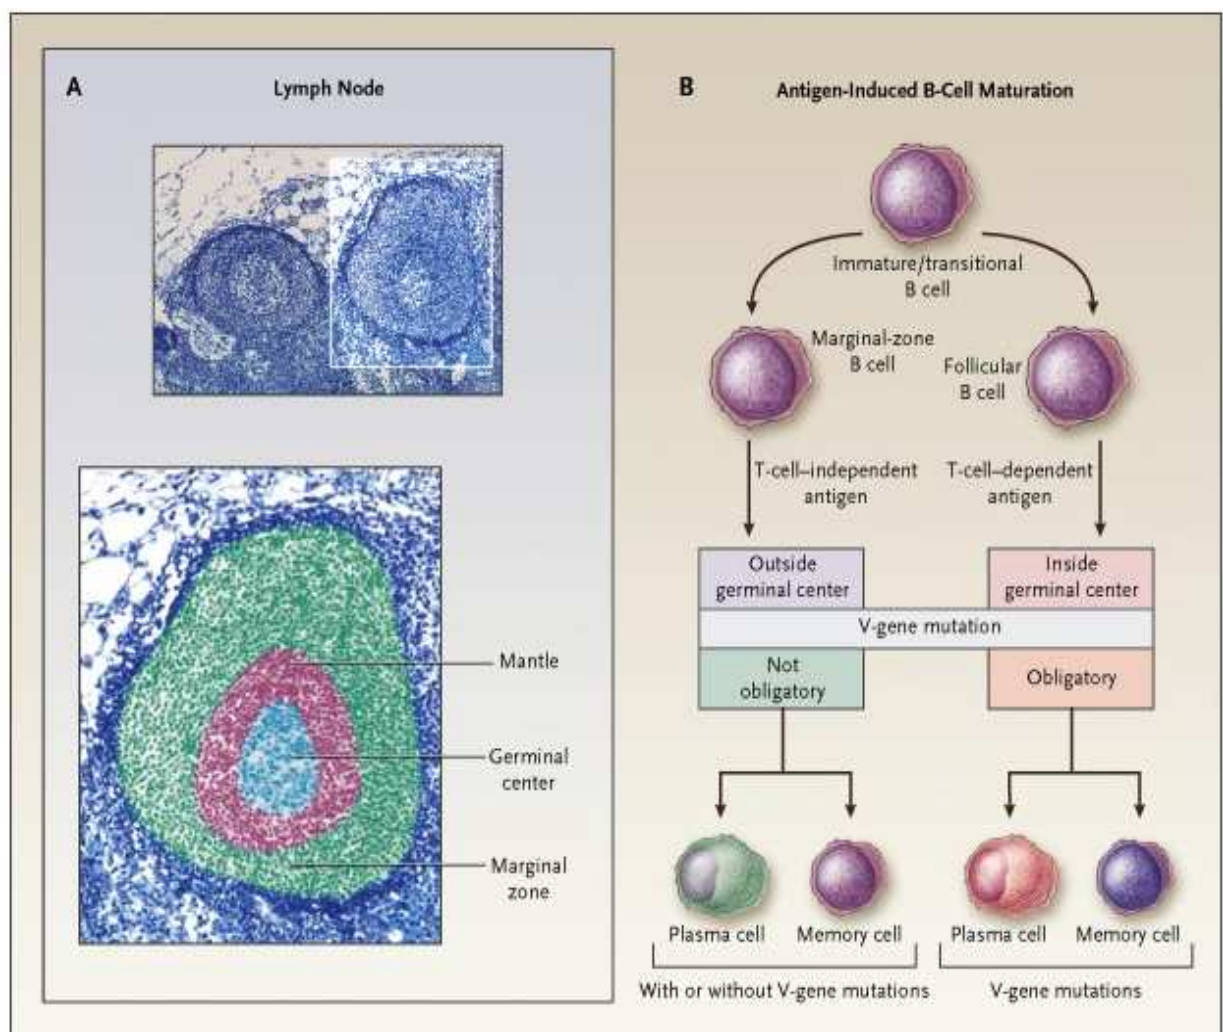 A
Lymph Node
Mantle
Germinal
center
Marginal
zone
B
Antigen-Induced B-Cell Maturation
Immature/transitional
B cell
Marginal-zone
B cell
Follicular
B cell
T-cell–independent
antigen
T-cell–dependent
antigen
Outside
germinal center
Inside
germinal center
V-gene mutation
Not
obligatory
Obligatory
Plasma cell
Memory cell
Plasma cell
Memory cell
With or without V-gene mutations
V-gene mutations